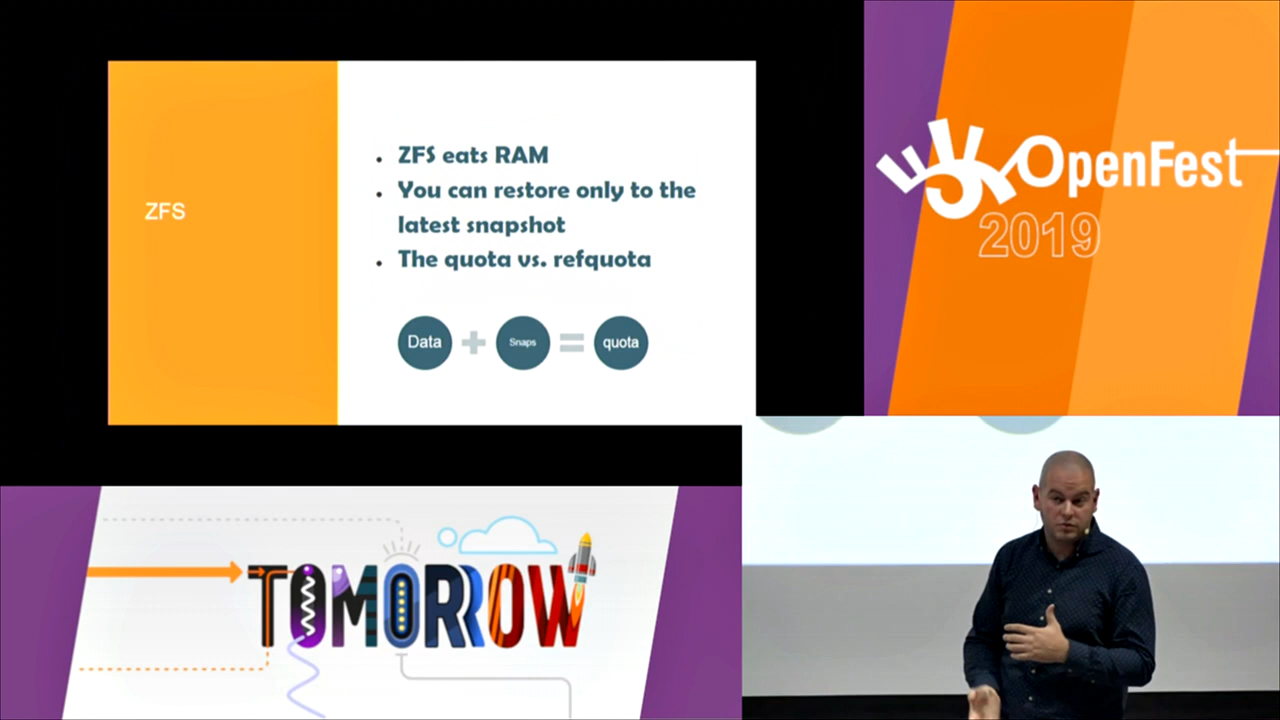 ZFS
ZFS eats RAM
You can restore only to the
latest snapshot
The quota vs. refquota
Data + Snaps = quota
OpenFest
2019
TOMORROW